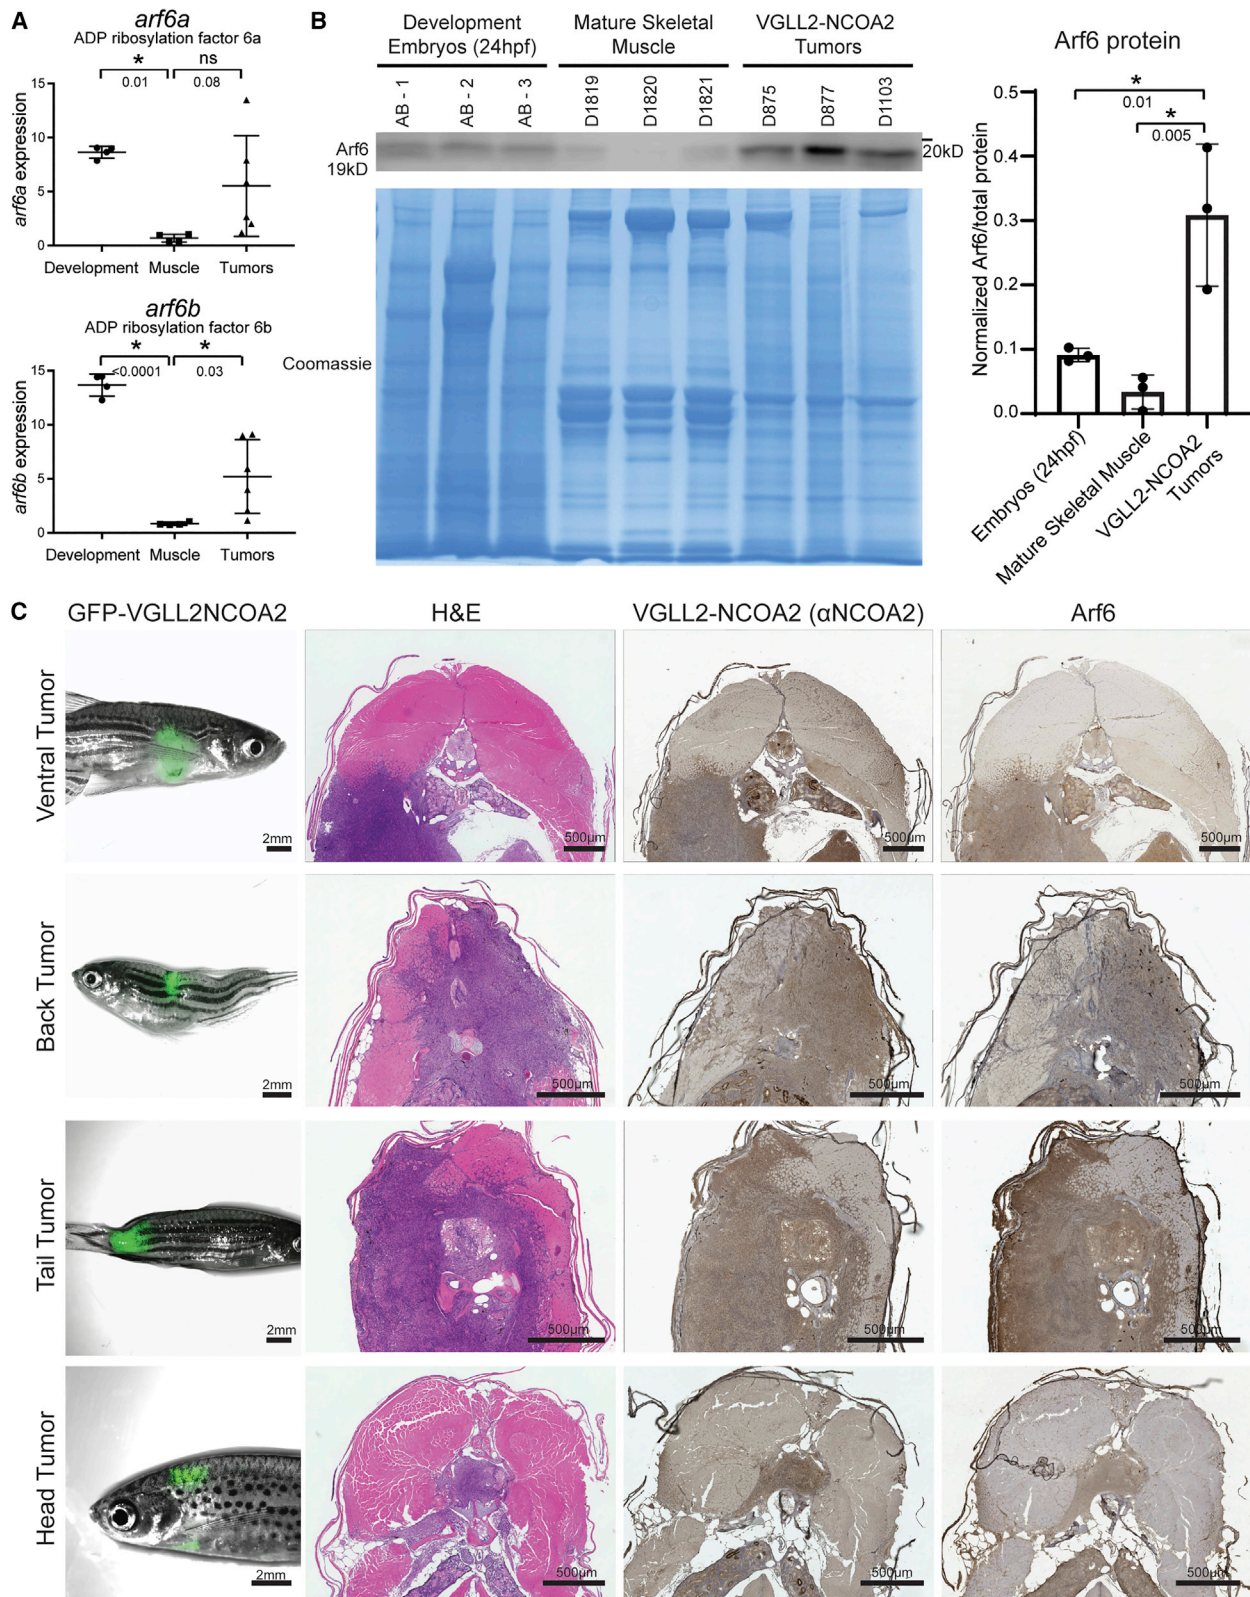 A
arf6a
ADP ribosylation factor 6a
*
ns
0.01
0.08
15
10
5
0
arf6a expression
Development
Muscle
Tumors
arf6b
ADP ribosylation factor 6b
*
*
<0.0001
0.03
15
10
5
0
arf6b expression
Development
Muscle
Tumors
B
Development
Embryos (24hpf)
Mature Skeletal
Muscle
VGLL2-NCOA2
Tumors
AB - 1
AB - 2
AB - 3
D1819
D1820
D1821
D875
D877
D1103
Arf6
19kD
20kD
Coomassie
Arf6 protein
*
0.01
*
0.005
0.5
0.4
0.3
0.2
0.1
0.0
Normalized Arf6/total protein
Embryos (24hpf)
Mature Skeletal Muscle
VGLL2-NCOA2
Tumors
C
GFP-VGLL2NCOA2
H&E
VGLL2-NCOA2 (αNCOA2)
Arf6
Ventral Tumor
2mm
500µm
500µm
500µm
Back Tumor
2mm
500µm
500µm
500µm
Tail Tumor
2mm
500µm
500µm
500µm
Head Tumor
2mm
500µm
500µm
500µm